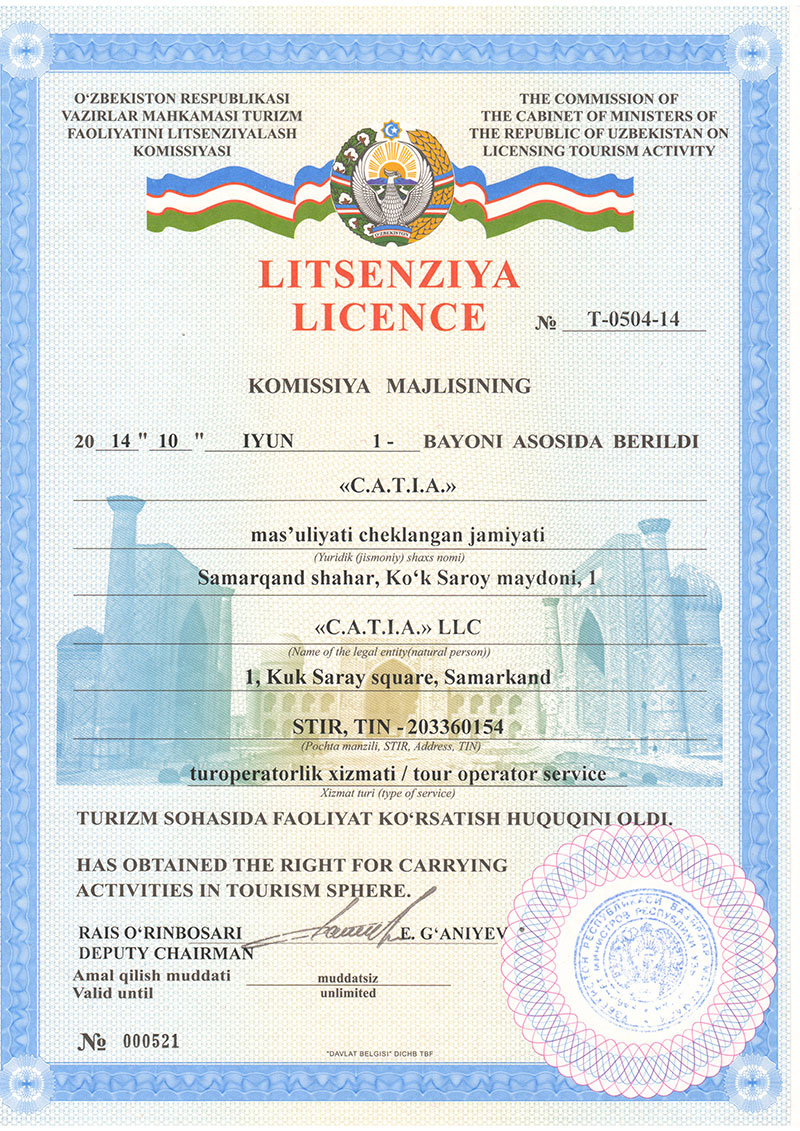 O‘ZBEKISTON RESPUBLIKASI
VAZIRLAR MAHKAMASI TURIZM
FAOLIYATINI LITSENZIYALASH
KOMISSIYASI
THE COMMISSION OF
THE CABINET OF MINISTERS OF
THE REPUBLIC OF UZBEKISTAN ON
LICENSING TOURISM ACTIVITY
O‘ZBEKISTON
LITSENZIYA
LICENCE
№ T-0504-14
KOMISSIYA MAJLISINING
20 14 " 10 " IYUN 1 - BAYONI ASOSIDA BERILDI
«C.A.T.I.A.»
mas’uliyati cheklangan jamiyati
(Yuridik (jismoniy) shaxs nomi)
Samarqand shahar, Ko‘k Saroy maydoni, 1
«C.A.T.I.A.» LLC
(Name of the legal entity(natural person))
1, Kuk Saray square, Samarkand
STIR, TIN - 203360154
(Pochta manzili, STIR, Address, TIN)
turoperatorlik xizmati / tour operator service
Xizmat turi (type of service)
TURIZM SOHASIDA FAOLIYAT KO‘RSATISH HUQUQINI OLDI.
HAS OBTAINED THE RIGHT FOR CARRYING
ACTIVITIES IN TOURISM SPHERE.
RAIS O‘RINBOSARI
DEPUTY CHAIRMAN
E. G‘ANIYEV
Amal qilish muddati muddatsiz
Valid until unlimited
№ 000521
"DAVLAT BELGISI" DICHB TBF